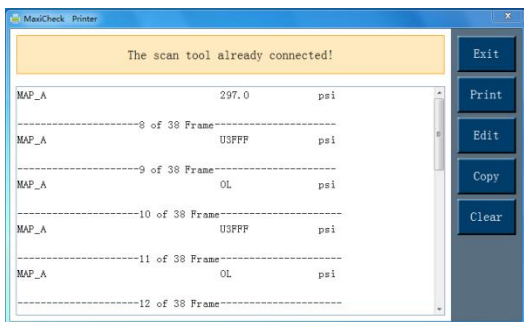 MaxiCheck Printer
x
The scan tool already connected!
MAP_A 297.0 psi
----------------------8 of 38 Frame----------------------
MAP_A U3FFF psi
----------------------9 of 38 Frame----------------------
MAP_A OL psi
----------------------10 of 38 Frame----------------------
MAP_A U3FFF psi
----------------------11 of 38 Frame----------------------
MAP_A OL psi
----------------------12 of 38 Frame----------------------
Exit
Print
Edit
Copy
Clear